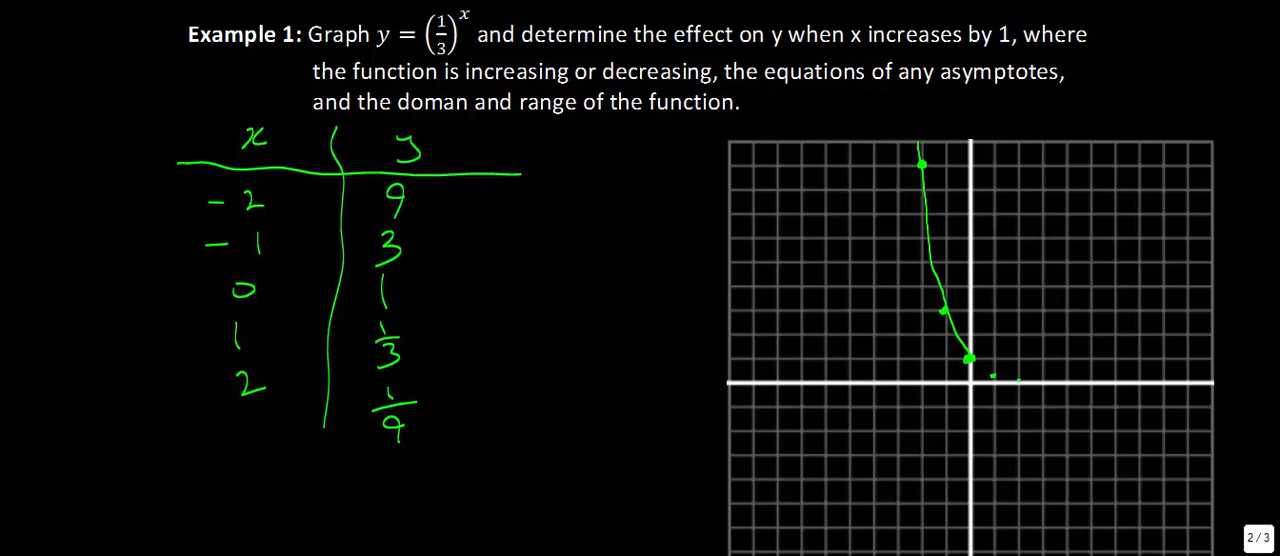 Example 1: Graph y = (1/3)^x and determine the effect on y when x increases by 1, where
the function is increasing or decreasing, the equations of any asymptotes,
and the doman and range of the function.
x y
-2 9
-1 3
0 1
1 1/3
2 1/9
2/3